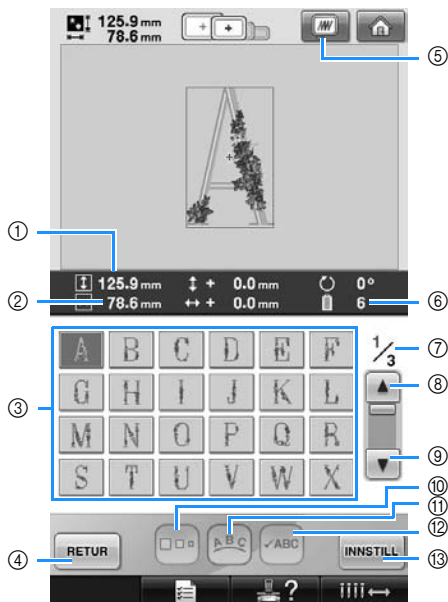 125.9 mm
78.6 mm
⑤
①
125.9 mm + 0.0 mm 0°
② 78.6 mm + 0.0 mm 6 ⑥
A B C D E F 1/3 ⑦
⑧
G H I J K L
③
M N O P Q R
⑨
S T U V W X
⑩
⑪
A B C ✓ABC ⑫
④ RETUR INNSTILL ⑬
?